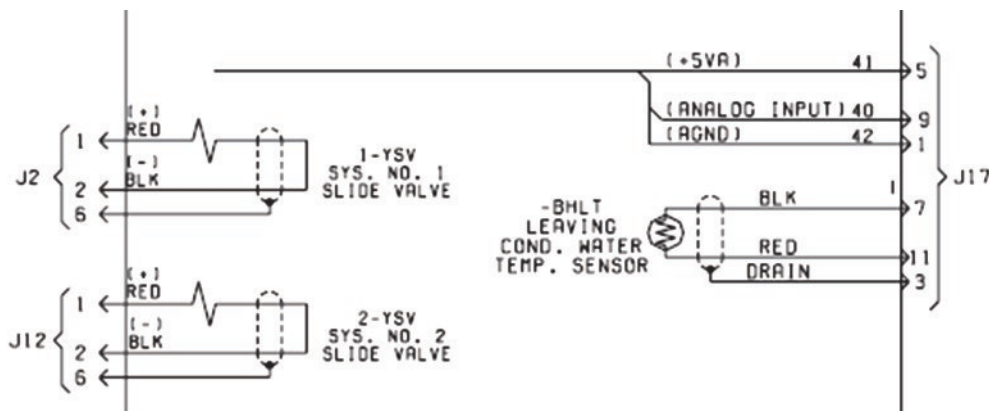 (+5VA) 41 5
(ANALOG INPUT) 40 9
(AGND) 42 1
J17
1
BLK 7
RED 11
DRAIN 3
-BHLT
LEAVING
COND. WATER
TEMP. SENSOR
J2
(+)
1 RED
(-)
2 BLK
6
1-YSV
SYS. NO. 1
SLIDE VALVE
J12
(+)
1 RED
(-)
2 BLK
6
2-YSV
SYS. NO. 2
SLIDE VALVE